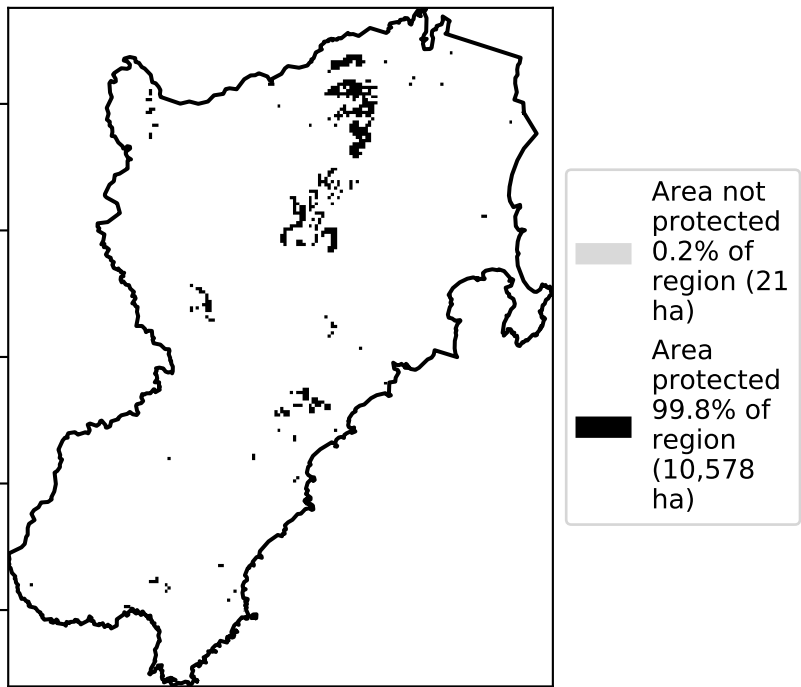 Area not
protected
0.2% of
region (21
ha)
Area
protected
99.8% of
region
(10,578
ha)